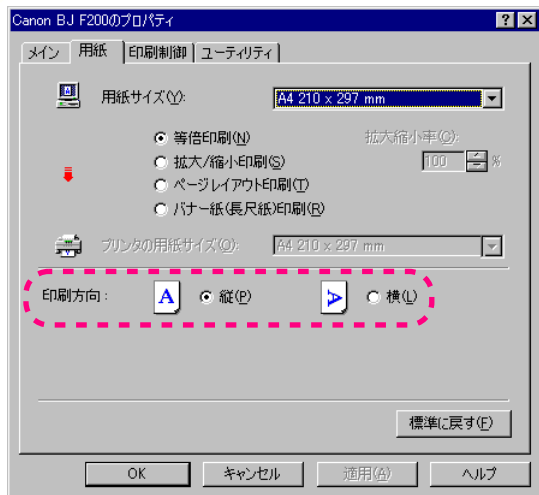 Canon BJ F200のプロパティ
メイン 用紙 印刷制御 ユーティリティ
用紙サイズ(Y): A4 210 x 297 mm
等倍印刷(N) 拡大縮小率(C):
拡大/縮小印刷(S) 100 %
ページレイアウト印刷(T)
バナー紙(長尺紙)印刷(R)
プリンタの用紙サイズ(O): A4 210 x 297 mm
印刷方向: A 縦(P) A 横(L)
標準に戻す(F)
OK キャンセル 適用(A) ヘルプ